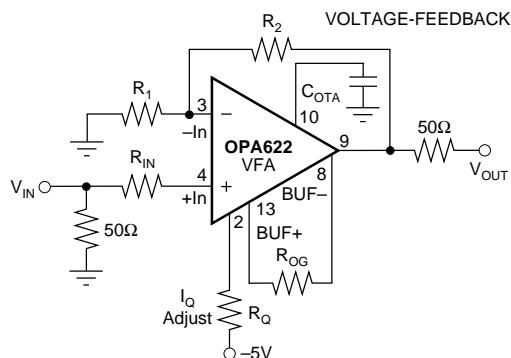 VOLTAGE-FEEDBACK
R2
COTA
R1
3
–
–In
10
OPA622
VFA
9
50Ω
VOUT
RIN
VIN
4
+
+In
8
BUF–
13
2
BUF+
50Ω
ROG
IQ
Adjust
RQ
–5V